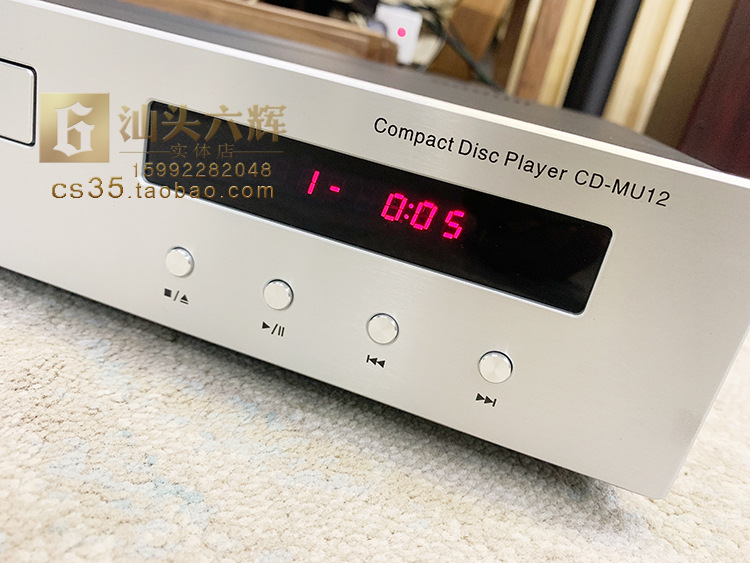 汕头六辉
实体店
15992282048
cs35.taobao.com
Compact Disc Player CD-MU12
1- 0:05
■/▲
▶/II
I◀◀
▶▶I